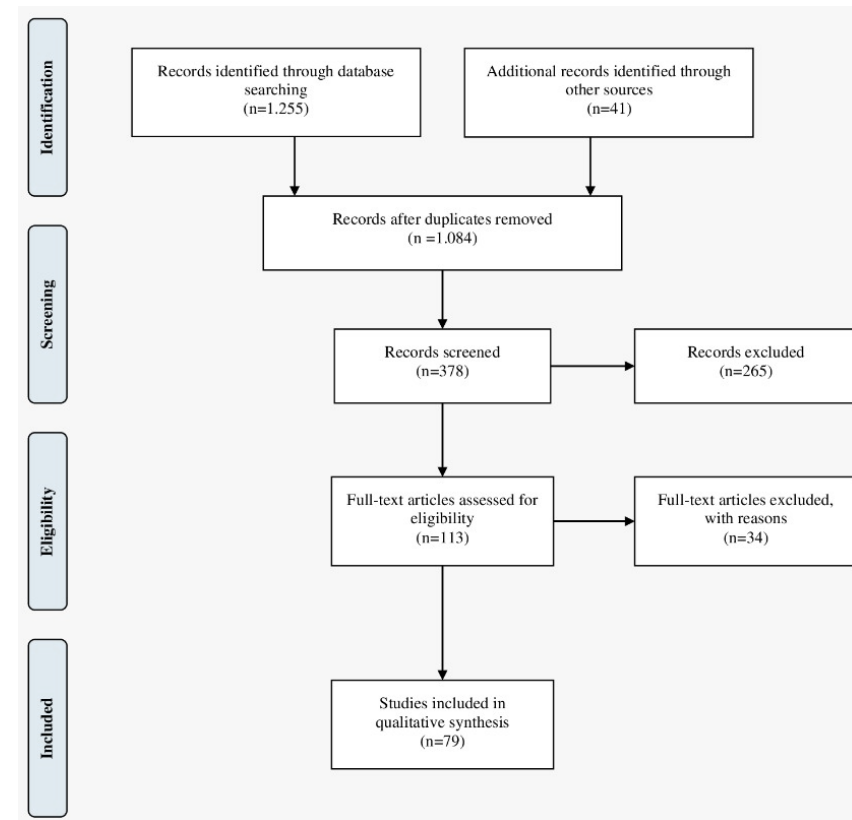 Identification
Records identified through database
searching
(n=1.255)
Additional records identified through
other sources
(n=41)
Records after duplicates removed
(n =1.084)
Screening
Records screened
(n=378)
Records excluded
(n=265)
Eligibility
Full-text articles assessed for
eligibility
(n=113)
Full-text articles excluded,
with reasons
(n=34)
Included
Studies included in
qualitative synthesis
(n=79)